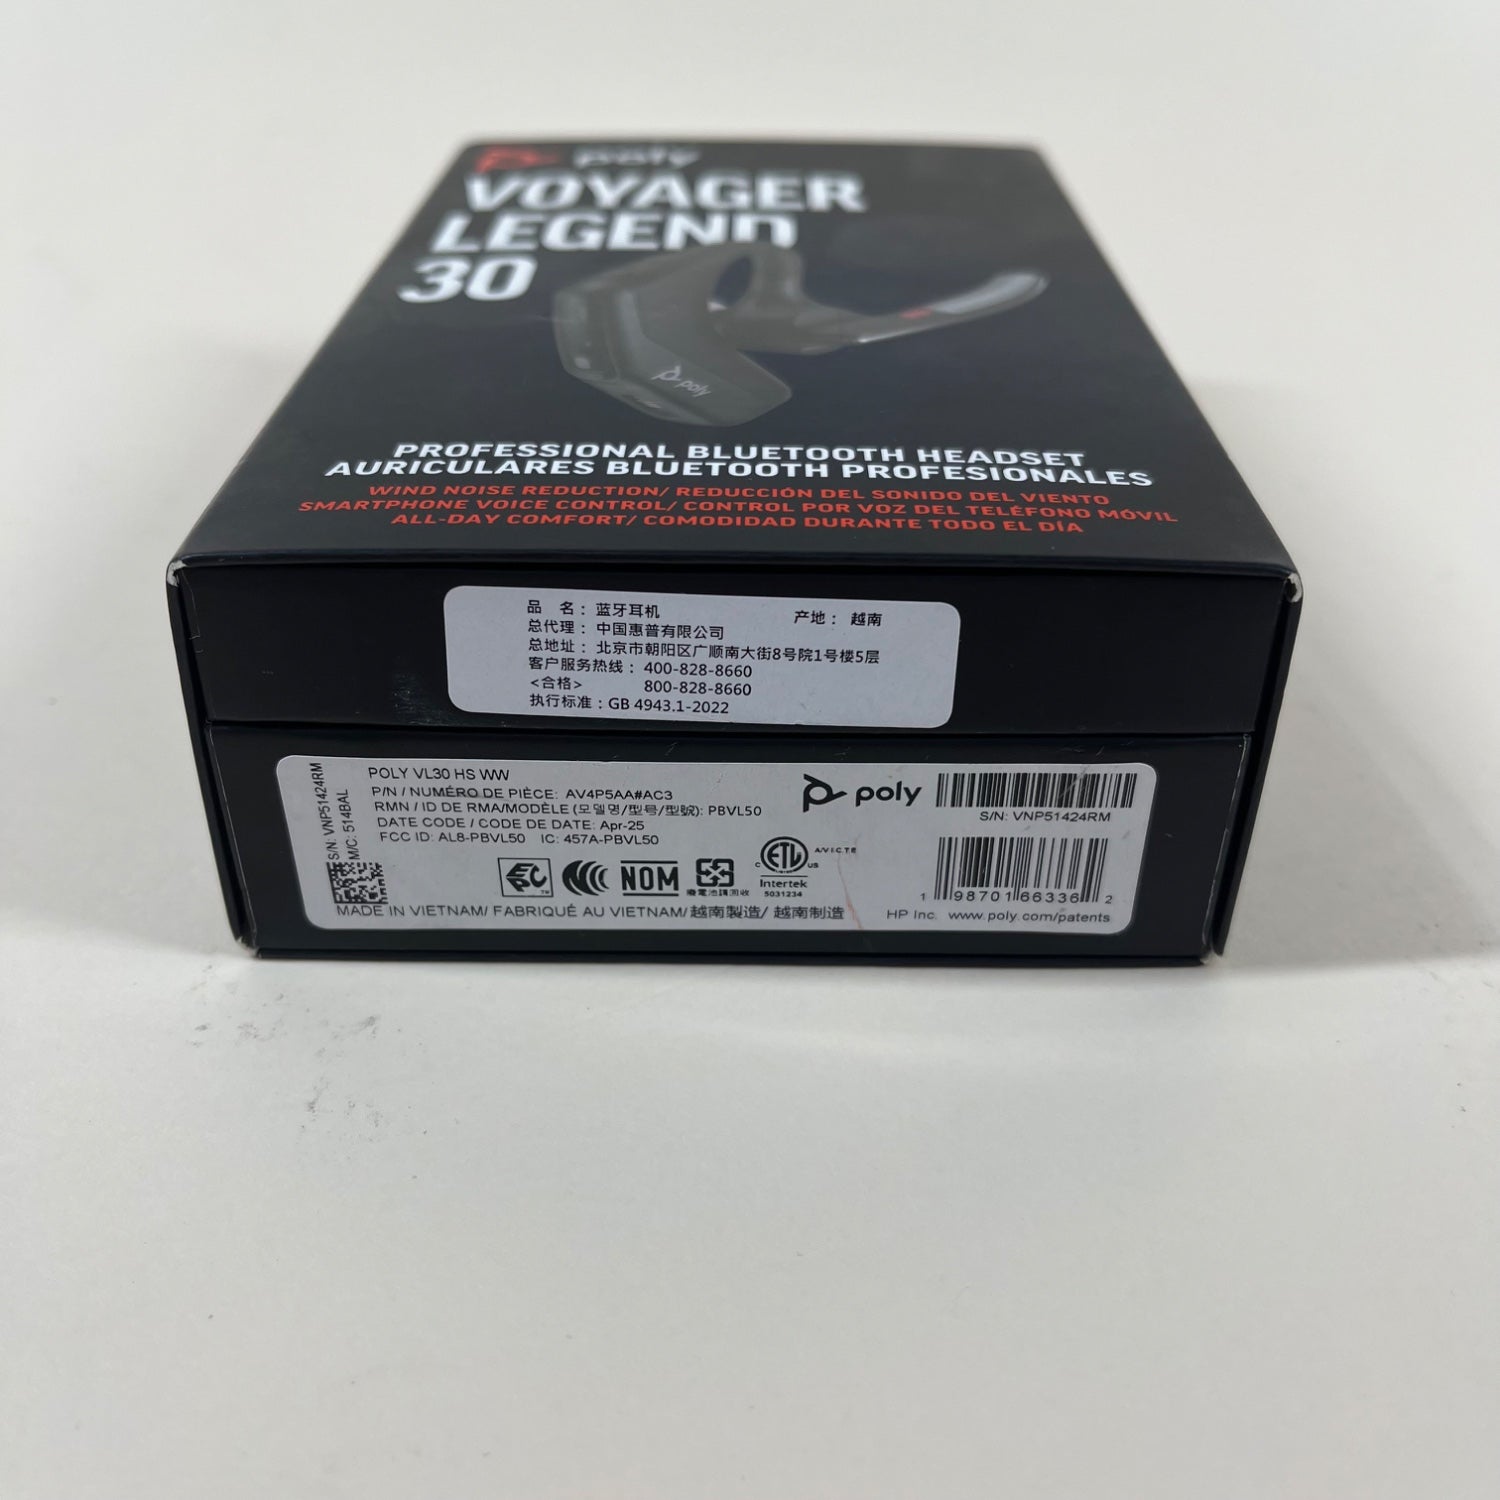 poly
VOYAGER
LEGEND
30
poly
PROFESSIONAL BLUETOOTH HEADSET
AURICULARES BLUETOOTH PROFESIONALES
WIND NOISE REDUCTION/ REDUCCIÓN DEL SONIDO DEL VIENTO
SMARTPHONE VOICE CONTROL/ CONTROL POR VOZ DEL TELÉFONO MÓVIL
ALL-DAY COMFORT/ COMODIDAD DURANTE TODO EL DÍA
品 名： 蓝牙耳机 产地： 越南
总代理： 中国惠普有限公司
总地址： 北京市朝阳区广顺南大街8号院1号楼5层
客户服务热线： 400-828-8660
<合格> 800-828-8660
执行标准：GB 4943.1-2022
S/N: VNP51424RM
M/C: 514BAL
POLY VL30 HS WW
P/N / NUMÉRO DE PIÈCE: AV4P5AA#AC3
RMN / ID DE RMA/MODÈLE (모델명/型号/型號): PBVL50
DATE CODE / CODE DE DATE: Apr-25
FCC ID: AL8-PBVL50 IC: 457A-PBVL50
poly
S/N: VNP51424RM
NOM
廢電池請回收
C ETL US
Intertek
5031234
A/V.I.C.T.E
1 98701 66336 2
MADE IN VIETNAM/ FABRIQUÉ AU VIETNAM/ 越南製造/ 越南制造
HP Inc. www.poly.com/patents